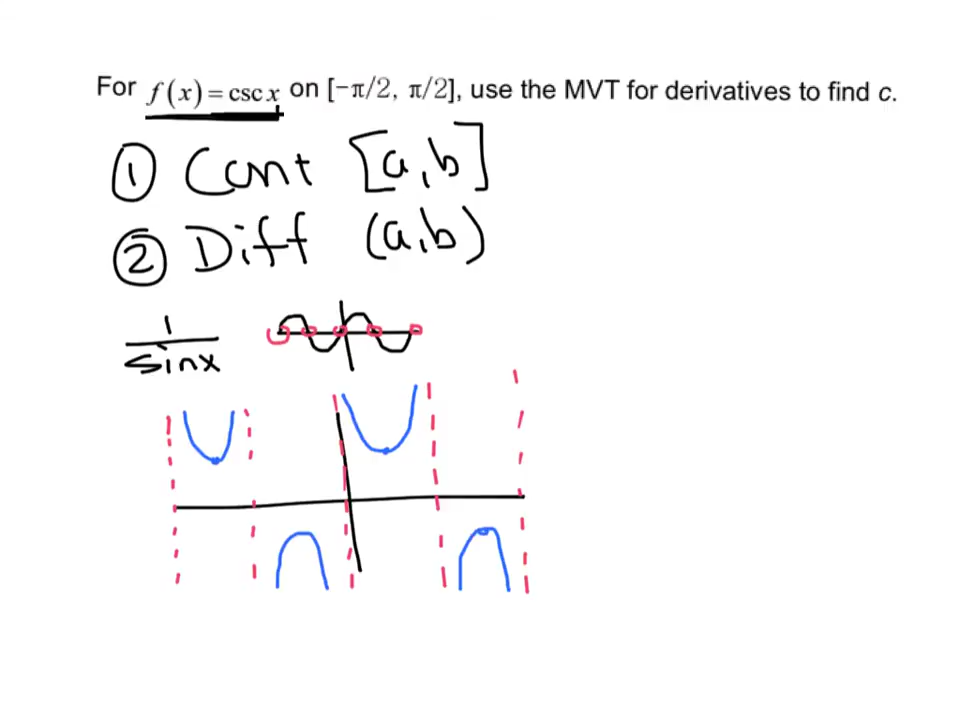 For f(x) = csc x on [−π/2, π/2], use the MVT for derivatives to find c.
① Cont [a,b]
② Diff (a,b)
1
sinx